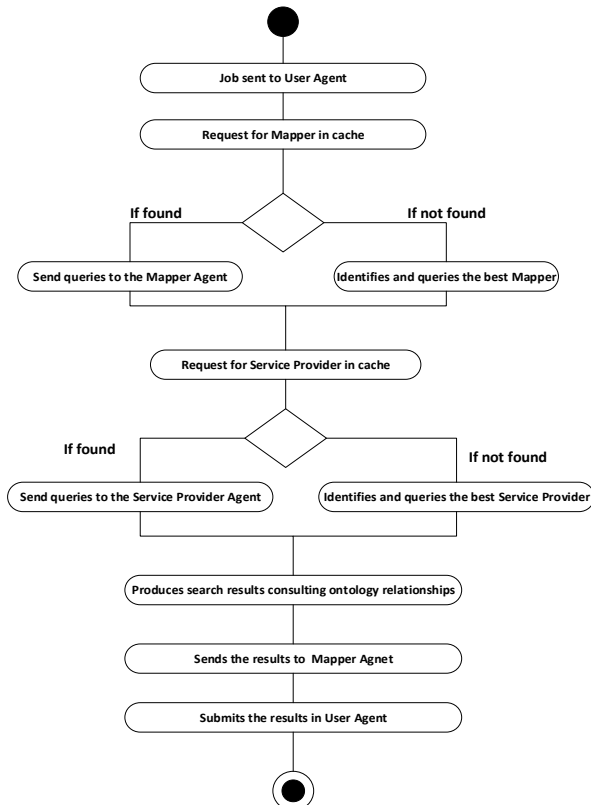 Job sent to User Agent
Request for Mapper in cache
If found
If not found
Send queries to the Mapper Agent
Identifies and queries the best Mapper
Request for Service Provider in cache
If found
If not found
Send queries to the Service Provider Agent
Identifies and queries the best Service Provider
Produces search results consulting ontology relationships
Sends the results to Mapper Agnet
Submits the results in User Agent